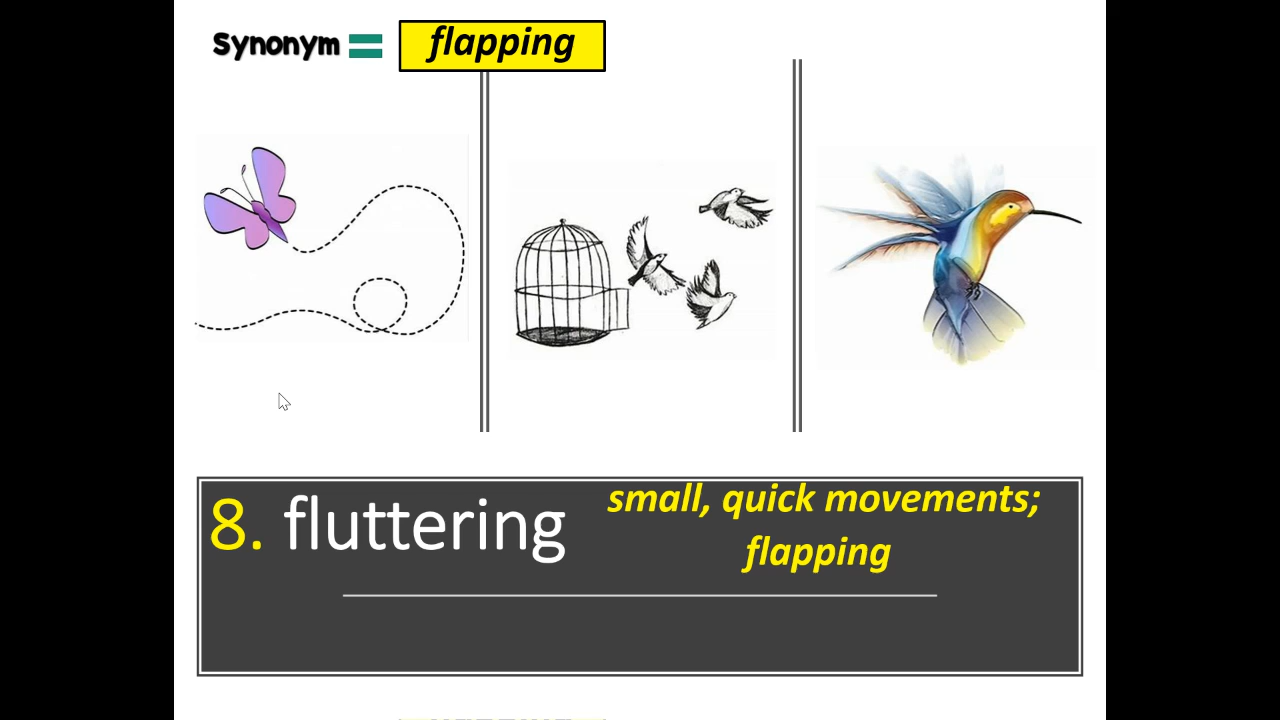 Synonym = flapping
8. fluttering
small, quick movements;
flapping